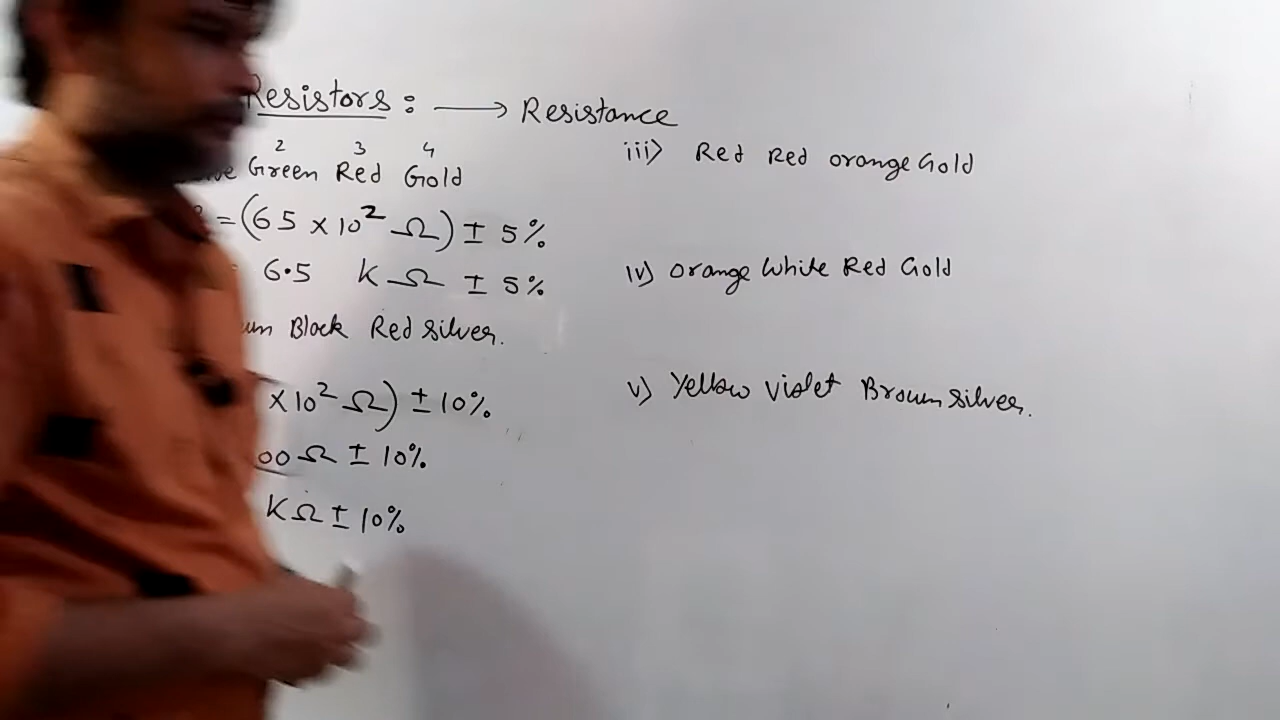 Resistors : → Resistance
2 3 4
Green Red Gold
= (65 × 10² Ω) ± 5%
6.5 KΩ ± 5%
Black Red Silver.
× 10² Ω) ± 10%
00 Ω ± 10%
KΩ ± 10%
iii) Red Red orange Gold
iv) Orange White Red Gold
v) Yellow Violet Brown Silver.